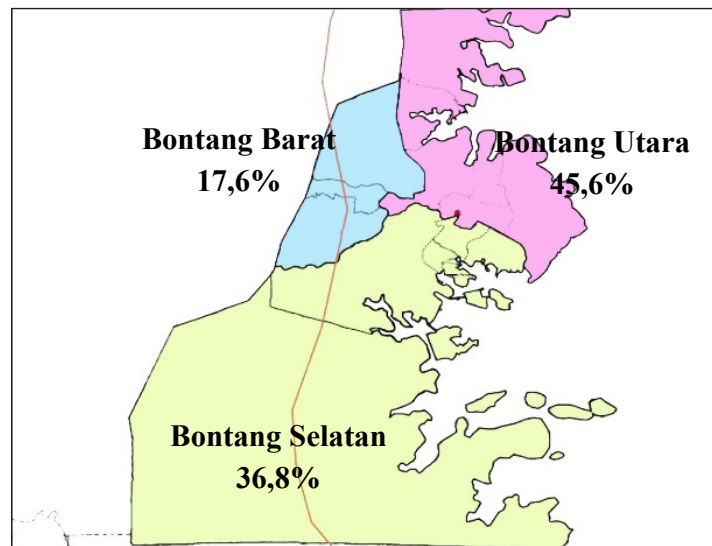 Bontang Barat
17,6%
Bontang Utara
45,6%
Bontang Selatan
36,8%